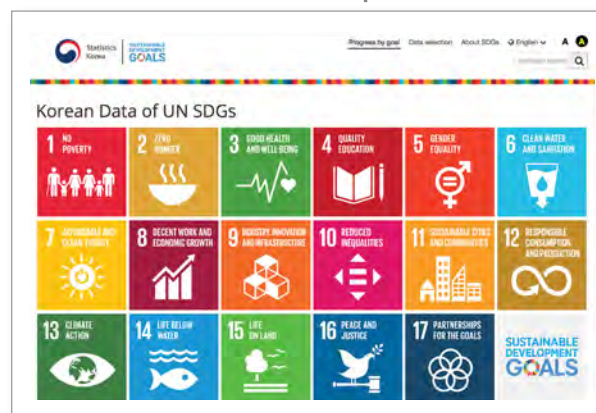 Statistics
Korea
SUSTAINABLE
DEVELOPMENT
GOALS
Progress by goal Data selection About SDGs English A A
Korean Data of UN SDGs
1 NO
POVERTY
2 ZERO
HUNGER
3 GOOD HEALTH
AND WELL-BEING
4 QUALITY
EDUCATION
5 GENDER
EQUALITY
6 CLEAN WATER
AND SANITATION
7 AFFORDABLE AND
CLEAN ENERGY
8 DECENT WORK AND
ECONOMIC GROWTH
9 INDUSTRY, INNOVATION
AND INFRASTRUCTURE
10 REDUCED
INEQUALITIES
11 SUSTAINABLE CITIES
AND COMMUNITIES
12 RESPONSIBLE
CONSUMPTION
AND PRODUCTION
13 CLIMATE
ACTION
14 LIFE BELOW
WATER
15 LIFE
ON LAND
16 PEACE AND
JUSTICE
17 PARTNERSHIPS
FOR THE GOALS
SUSTAINABLE
DEVELOPMENT
GOALS